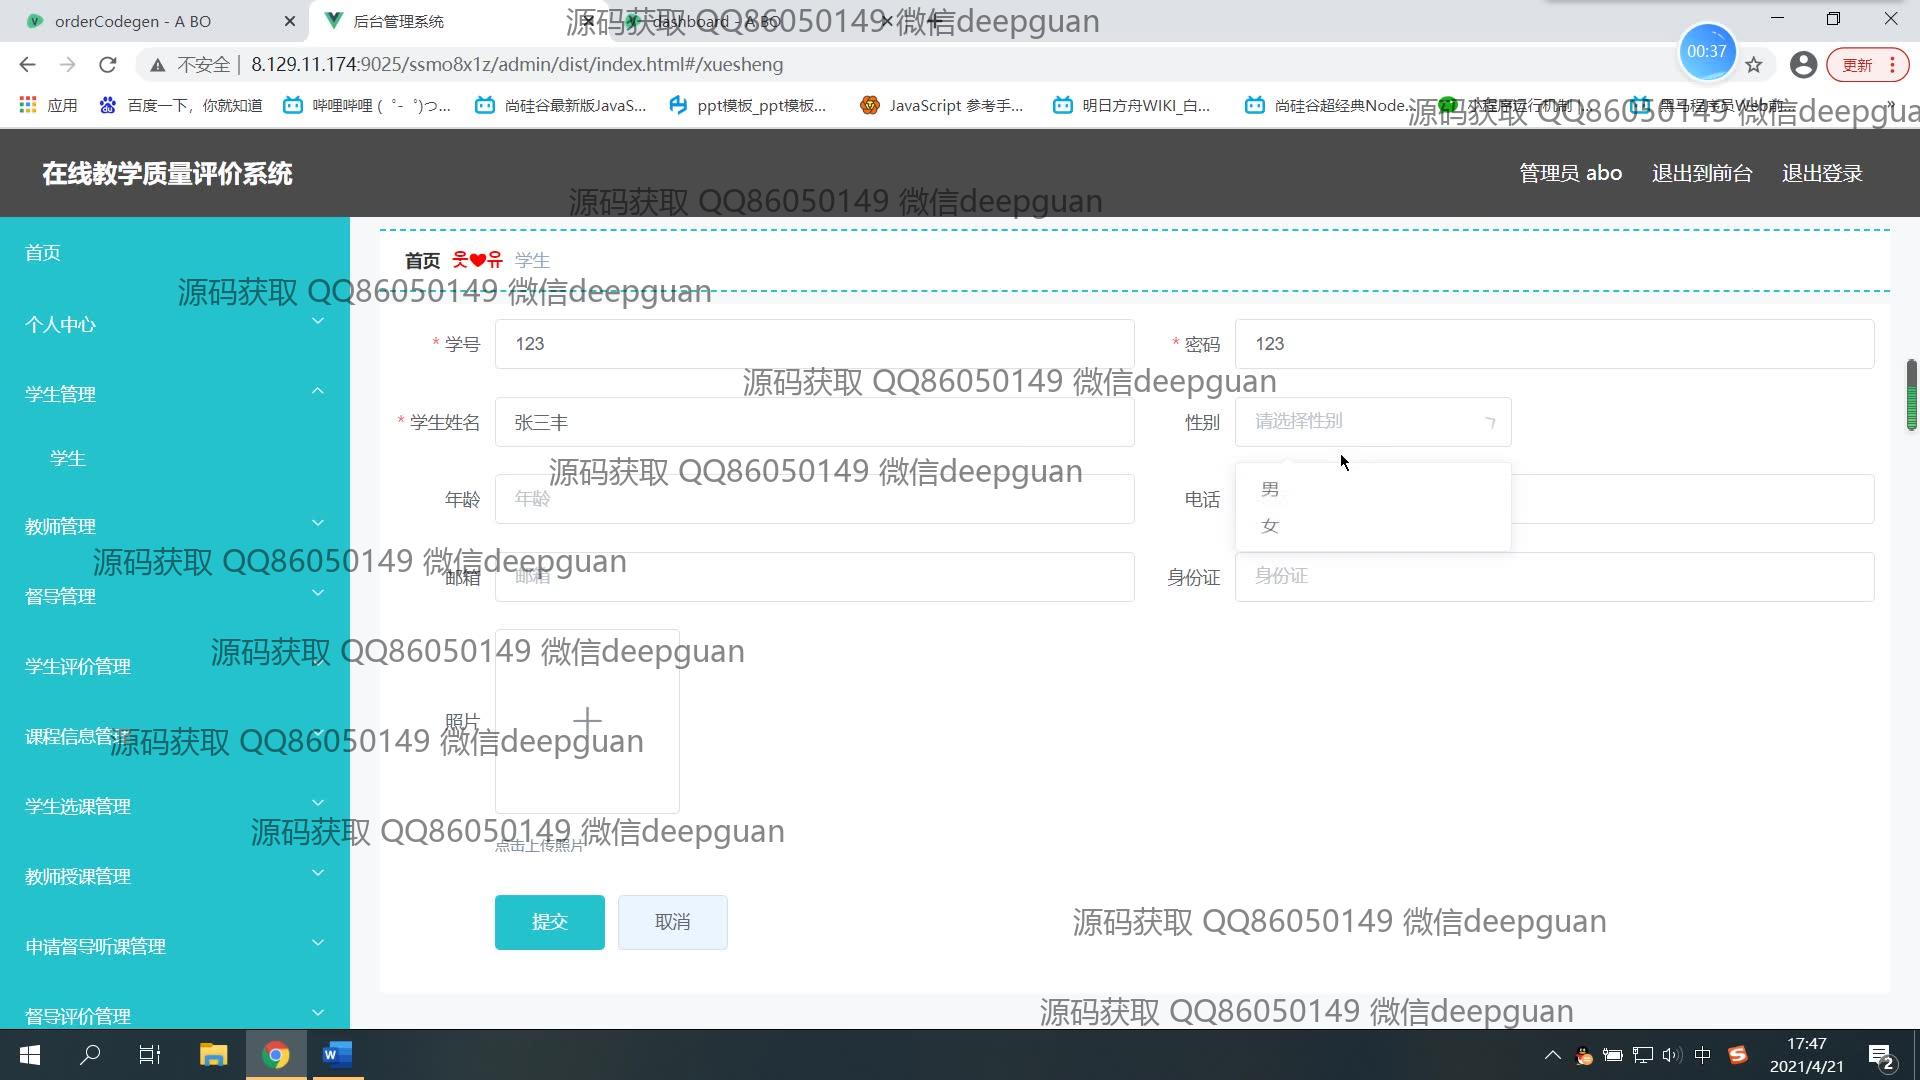 orderCodegen - A BO
后台管理系统
dashboard - A BO
源码获取 QQ86050149 微信deepguan
不安全
8.129.11.174:9025/ssmo8x1z/admin/dist/index.html#/xuesheng
00:37
更新
应用
百度一下，你就知道
哔哩哔哩 ( ゜- ゜)つ...
尚硅谷最新版JavaS...
ppt模板_ppt模板...
JavaScript 参考手...
明日方舟WIKI_白...
尚硅谷超经典Node...
小程序运行机制 |...
黑马程序员Web前...
»
源码获取 QQ86050149 微信deepgua
在线教学质量评价系统
管理员 abo
退出到前台
退出登录
源码获取 QQ86050149 微信deepguan
首页
首页 웃❤유 学生
源码获取 QQ86050149 微信deepguan
个人中心
* 学号
123
* 密码
123
源码获取 QQ86050149 微信deepguan
学生管理
* 学生姓名
张三丰
性别
请选择性别
学生
源码获取 QQ86050149 微信deepguan
男
女
年龄
年龄
电话
教师管理
源码获取 QQ86050149 微信deepguan
邮箱
邮箱
身份证
身份证
督导管理
源码获取 QQ86050149 微信deepguan
学生评价管理
照片
课程信息管理
源码获取 QQ86050149 微信deepguan
学生选课管理
源码获取 QQ86050149 微信deepguan
点击上传照片
教师授课管理
提交
取消
源码获取 QQ86050149 微信deepguan
申请督导听课管理
督导评价管理
源码获取 QQ86050149 微信deepguan
中
17:47
2021/4/21
2